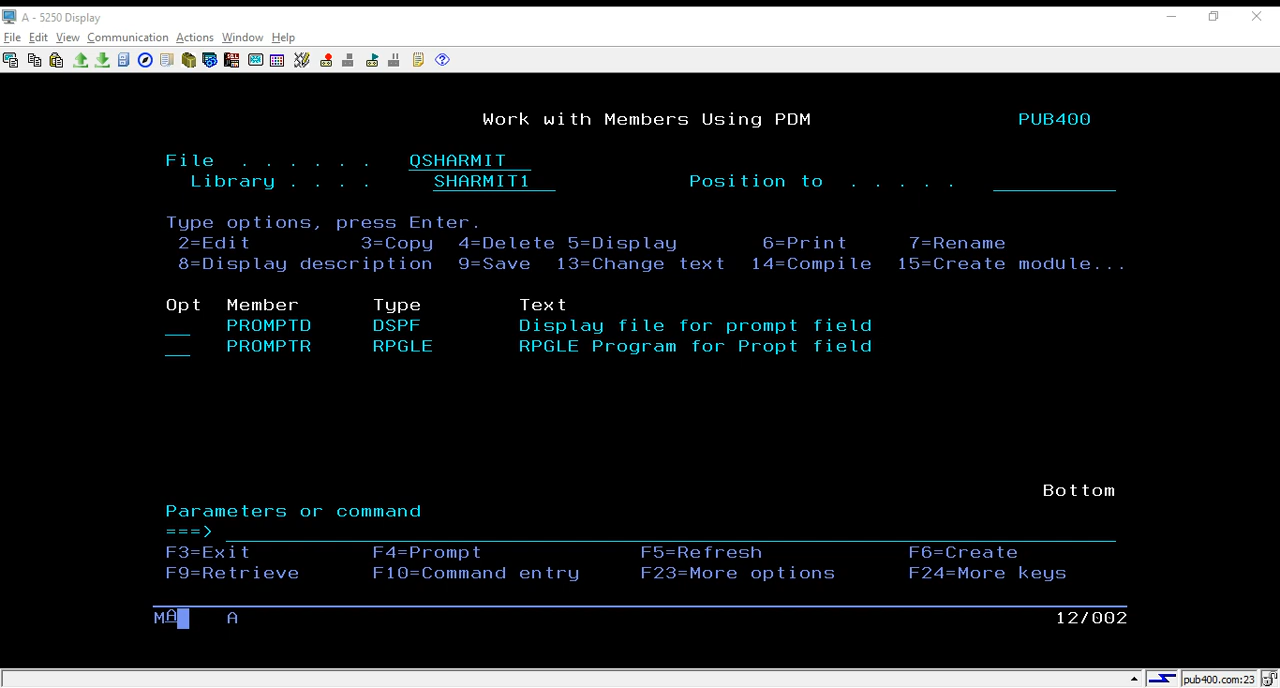 A - 5250 Display
File Edit View Communication Actions Window Help
Work with Members Using PDM PUB400
File . . . . . . QSHARMIT
Library . . . . SHARMIT1 Position to . . . . .
Type options, press Enter.
2=Edit 3=Copy 4=Delete 5=Display 6=Print 7=Rename
8=Display description 9=Save 13=Change text 14=Compile 15=Create module...
Opt Member Type Text
PROMPTD DSPF Display file for prompt field
PROMPTR RPGLE RPGLE Program for Propt field
Bottom
Parameters or command
===>
F3=Exit F4=Prompt F5=Refresh F6=Create
F9=Retrieve F10=Command entry F23=More options F24=More keys
MA A 12/002
pub400.com:23